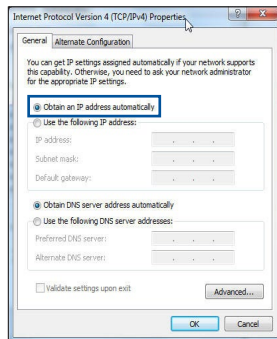 Internet Protocol Version 4 (TCP/IPv4) Properties
General
Alternate Configuration
You can get IP settings assigned automatically if your network supports
this capability. Otherwise, you need to ask your network administrator
for the appropriate IP settings.
Obtain an IP address automatically
Use the following IP address:
IP address:
Subnet mask:
Default gateway:
Obtain DNS server address automatically
Use the following DNS server addresses:
Preferred DNS server:
Alternate DNS server:
Validate settings upon exit
Advanced...
OK
Cancel